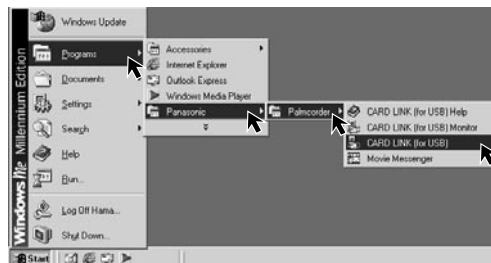 Windows Update
Programs
Documents
Settings
Search
Help
Run...
Log Off Hama...
Shut Down...
Windows Me Millennium Edition
Accessories
Internet Explorer
Outlook Express
Windows Media Player
Panasonic
Palmcorder
CARD LINK (for USB) Help
CARD LINK (for USB) Monitor
CARD LINK (for USB)
Movie Messenger
Start